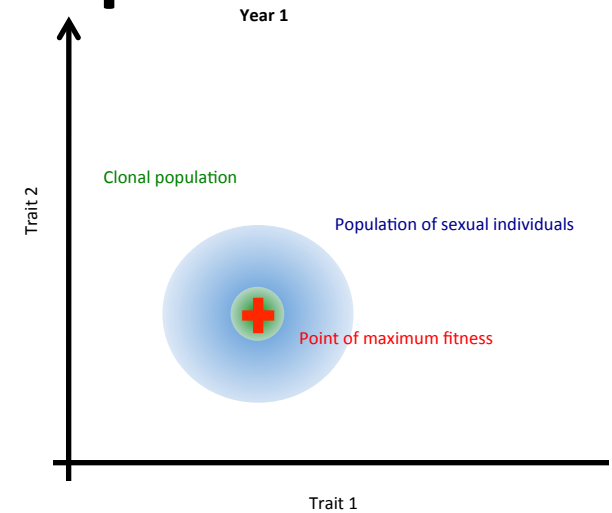 Year 1
Clonal population
Trait 2
Population of sexual individuals
Point of maximum fitness
Trait 1